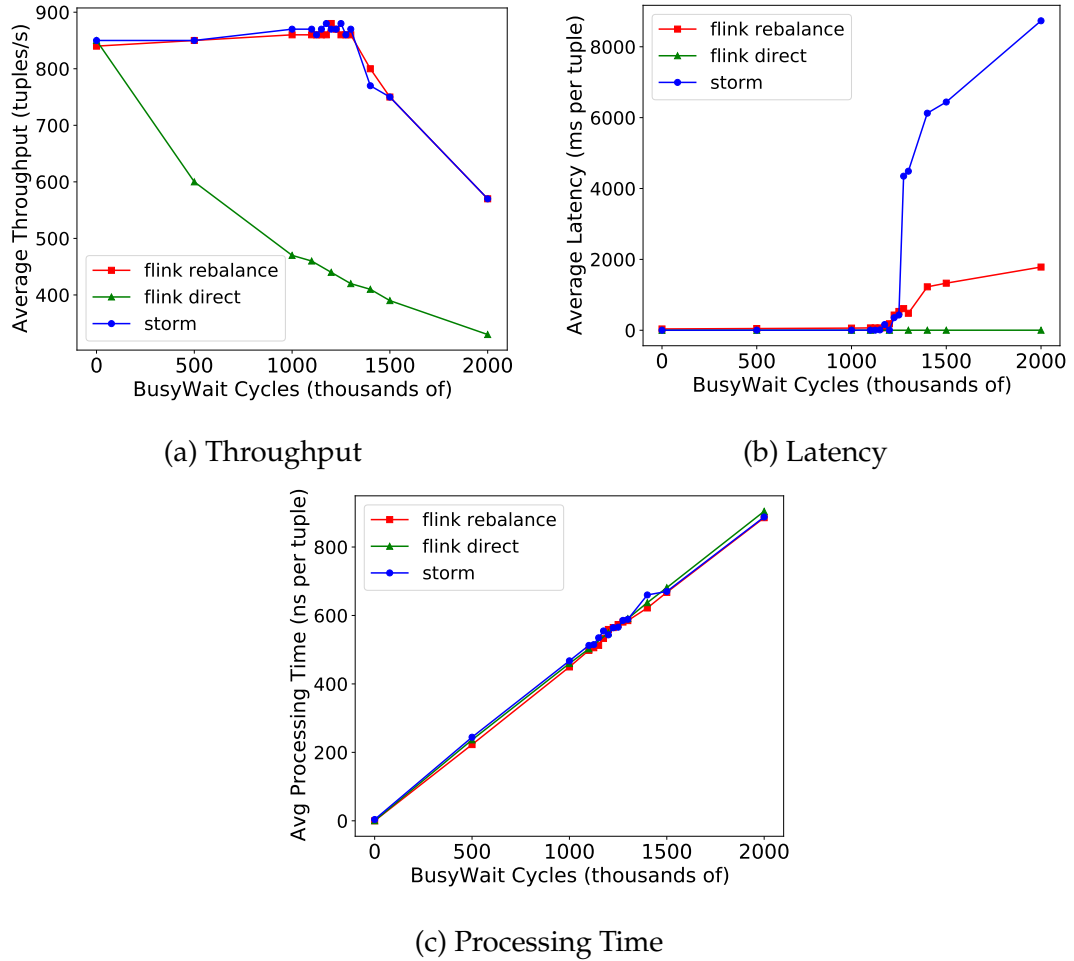 900
800
700
600
500
400
Average Throughput (tuples/s)
flink rebalance
flink direct
storm
0 500 1000 1500 2000
BusyWait Cycles (thousands of)
(a) Throughput
8000
6000
4000
2000
0
Average Latency (ms per tuple)
flink rebalance
flink direct
storm
0 500 1000 1500 2000
BusyWait Cycles (thousands of)
(b) Latency
800
600
400
200
0
Avg Processing Time (ns per tuple)
flink rebalance
flink direct
storm
0 500 1000 1500 2000
BusyWait Cycles (thousands of)
(c) Processing Time